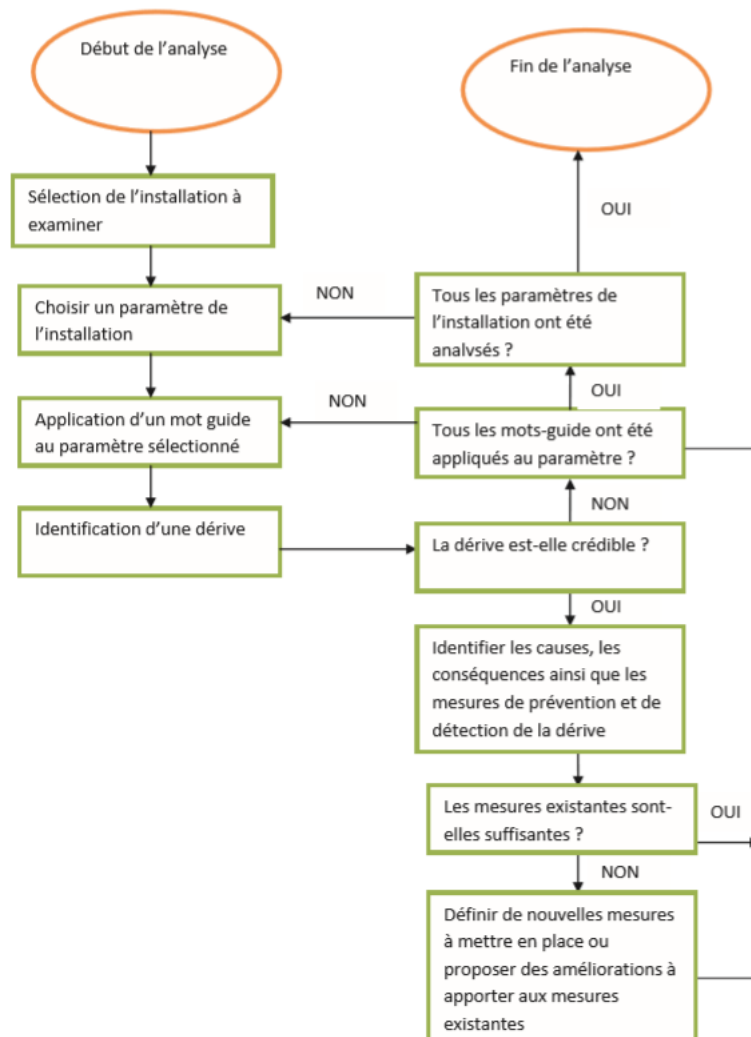 Début de l'analyse
Fin de l'analyse
Sélection de l'installation à
examiner
OUI
Choisir un paramètre de
l'installation
NON
Tous les paramètres de
l'installation ont été
analysés ?
OUI
Application d'un mot guide
au paramètre sélectionné
NON
Tous les mots-guide ont été
appliqués au paramètre ?
NON
Identification d'une dérive
La dérive est-elle crédible ?
OUI
Identifier les causes, les
conséquences ainsi que les
mesures de prévention et de
détection de la dérive
Les mesures existantes sont-
elles suffisantes ?
OUI
NON
Définir de nouvelles mesures
à mettre en place ou
proposer des améliorations à
apporter aux mesures
existantes